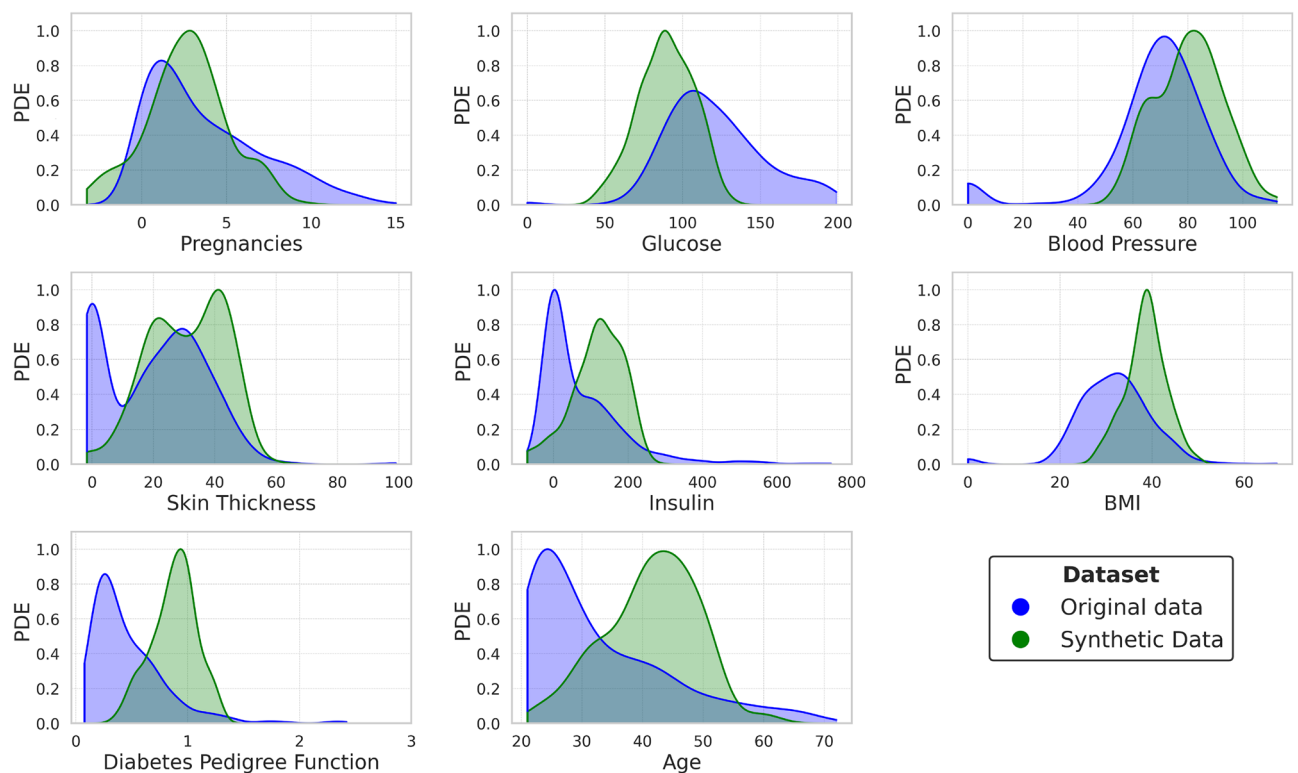 1.0
0.8
0.6
0.4
0.2
0.0
PDE
0 5 10 15
Pregnancies
1.0
0.8
0.6
0.4
0.2
0.0
PDE
0 50 100 150 200
Glucose
1.0
0.8
0.6
0.4
0.2
0.0
PDE
0 20 40 60 80 100
Blood Pressure
1.0
0.8
0.6
0.4
0.2
0.0
PDE
0 20 40 60 80 100
Skin Thickness
1.0
0.8
0.6
0.4
0.2
0.0
PDE
0 200 400 600 800
Insulin
1.0
0.8
0.6
0.4
0.2
0.0
PDE
0 20 40 60
BMI
1.0
0.8
0.6
0.4
0.2
0.0
PDE
0 1 2 3
Diabetes Pedigree Function
1.0
0.8
0.6
0.4
0.2
0.0
PDE
20 30 40 50 60 70
Age
Dataset
Original data
Synthetic Data